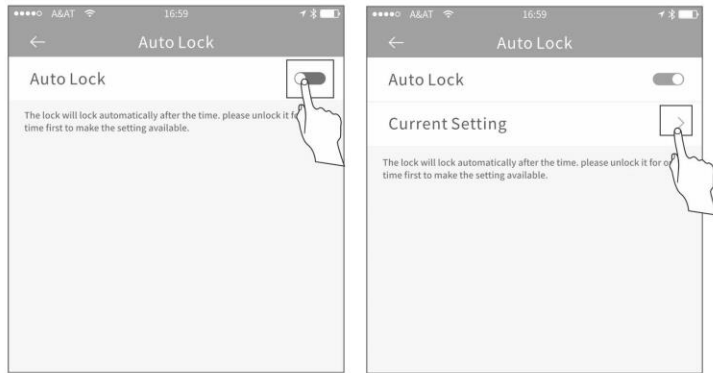 A&AT 16:59
Auto Lock
Auto Lock
The lock will lock automatically after the time. please unlock it
time first to make the setting available.
A&AT 16:59
Auto Lock
Auto Lock
Current Setting
The lock will lock automatically after the time. please unlock it for
time first to make the setting available.